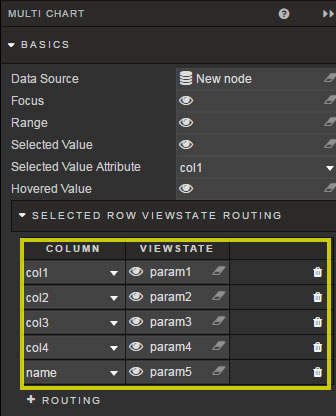 MULTI CHART
BASICS
Data Source New node
Focus
Range
Selected Value
Selected Value Attribute col1
Hovered Value
SELECTED ROW VIEWSTATE ROUTING
COLUMN VIEWSTATE
col1 param1
col2 param2
col3 param3
col4 param4
name param5
+ ROUTING